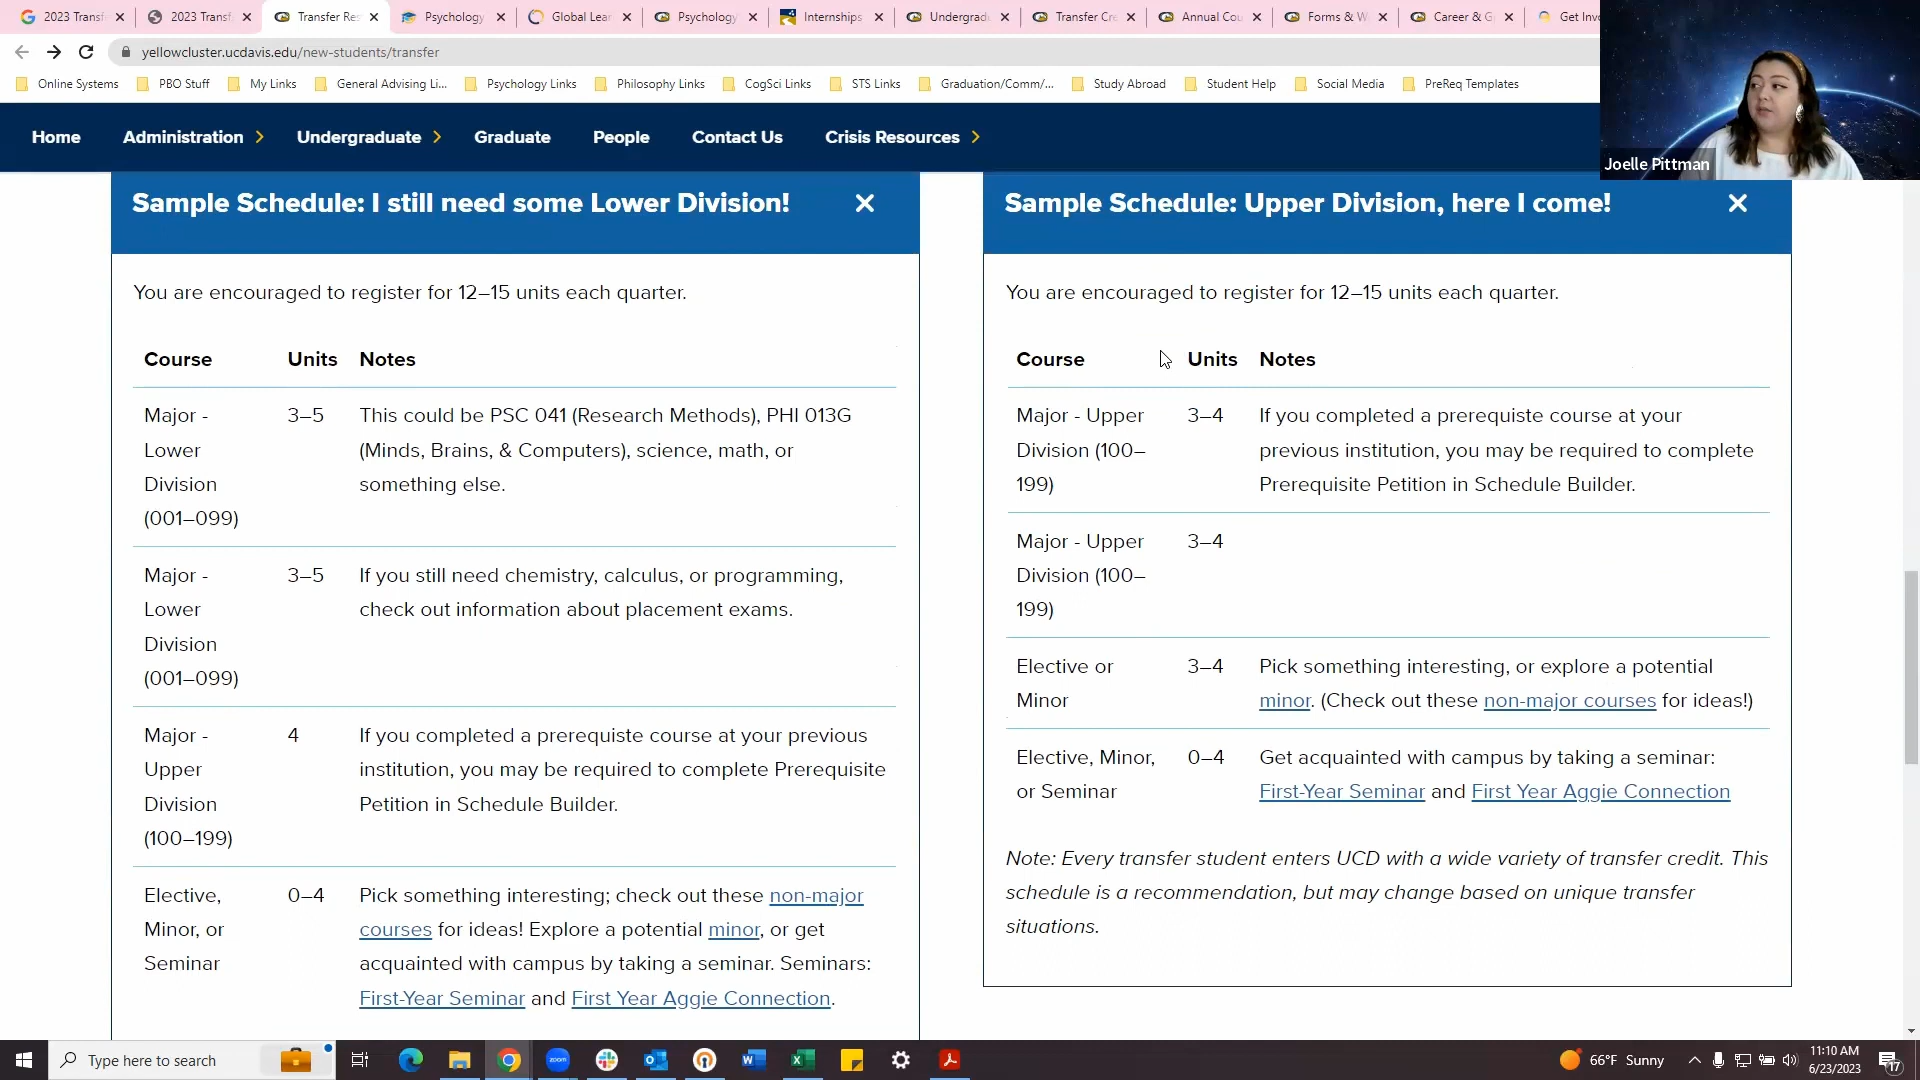 2023 Transf
2023 Transf
Transfer Res
Psychology
Global Lear
Psychology
Internships
Undergradu
Transfer Cre
Annual Cou
Forms & W
Career & G
Get Inv
yellowcluster.ucdavis.edu/new-students/transfer
Online Systems
PBO Stuff
My Links
General Advising Li...
Psychology Links
Philosophy Links
CogSci Links
STS Links
Graduation/Comm/...
Study Abroad
Student Help
Social Media
PreReq Templates
Home
Administration
Undergraduate
Graduate
People
Contact Us
Crisis Resources
Joelle Pittman
Sample Schedule: I still need some Lower Division!
You are encouraged to register for 12–15 units each quarter.
Course Units Notes
Major - 3–5 This could be PSC 041 (Research Methods), PHI 013G
Lower (Minds, Brains, & Computers), science, math, or
Division something else.
(001–099)
Major - 3–5 If you still need chemistry, calculus, or programming,
Lower check out information about placement exams.
Division
(001–099)
Major - 4 If you completed a prerequiste course at your previous
Upper institution, you may be required to complete Prerequisite
Division Petition in Schedule Builder.
(100–199)
Elective, 0–4 Pick something interesting; check out these non-major
Minor, or courses for ideas! Explore a potential minor, or get
Seminar acquainted with campus by taking a seminar. Seminars:
First-Year Seminar and First Year Aggie Connection.
Sample Schedule: Upper Division, here I come!
You are encouraged to register for 12–15 units each quarter.
Course Units Notes
Major - Upper 3–4 If you completed a prerequiste course at your
Division (100– previous institution, you may be required to complete
199) Prerequisite Petition in Schedule Builder.
Major - Upper 3–4
Division (100–
199)
Elective or 3–4 Pick something interesting, or explore a potential
Minor minor. (Check out these non-major courses for ideas!)
Elective, Minor, 0–4 Get acquainted with campus by taking a seminar:
or Seminar First-Year Seminar and First Year Aggie Connection
Note: Every transfer student enters UCD with a wide variety of transfer credit. This
schedule is a recommendation, but may change based on unique transfer
situations.
Type here to search
zoom
66°F Sunny
11:10 AM
6/23/2023
17